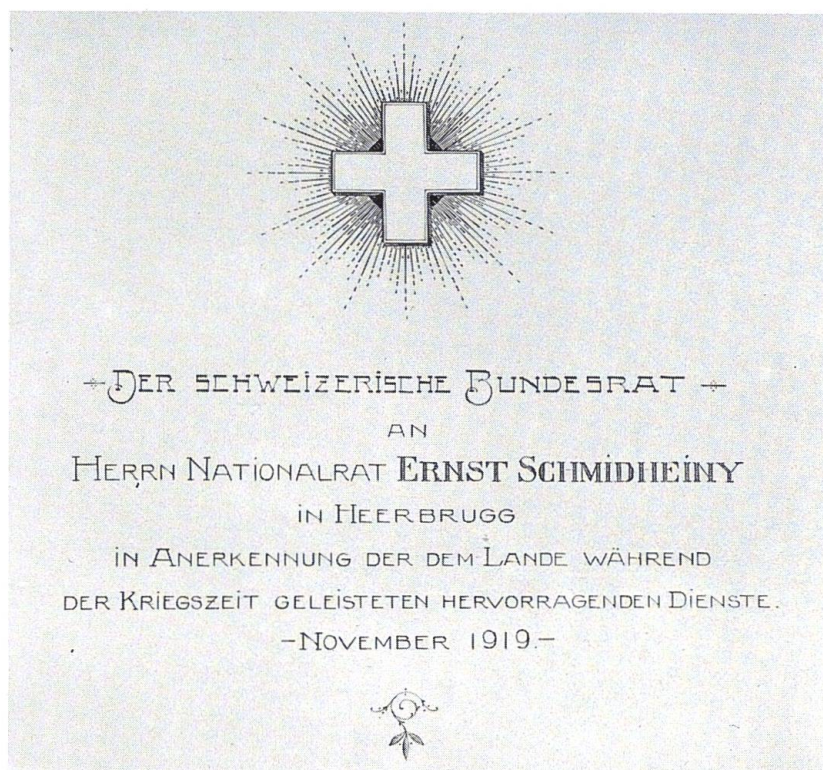 Der schweizerische Bundesrat
an
Herrn Nationalrat Ernst Schmidheiny
in Heerbrugg
in Anerkennung der dem Lande während
der Kriegszeit geleisteten hervorragenden Dienste.
-November 1919.-